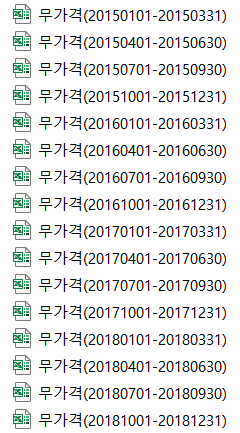 무가격(20150101-20150331)
무가격(20150401-20150630)
무가격(20150701-20150930)
무가격(20151001-20151231)
무가격(20160101-20160331)
무가격(20160401-20160630)
무가격(20160701-20160930)
무가격(20161001-20161231)
무가격(20170101-20170331)
무가격(20170401-20170630)
무가격(20170701-20170930)
무가격(20171001-20171231)
무가격(20180101-20180331)
무가격(20180401-20180630)
무가격(20180701-20180930)
무가격(20181001-20181231)